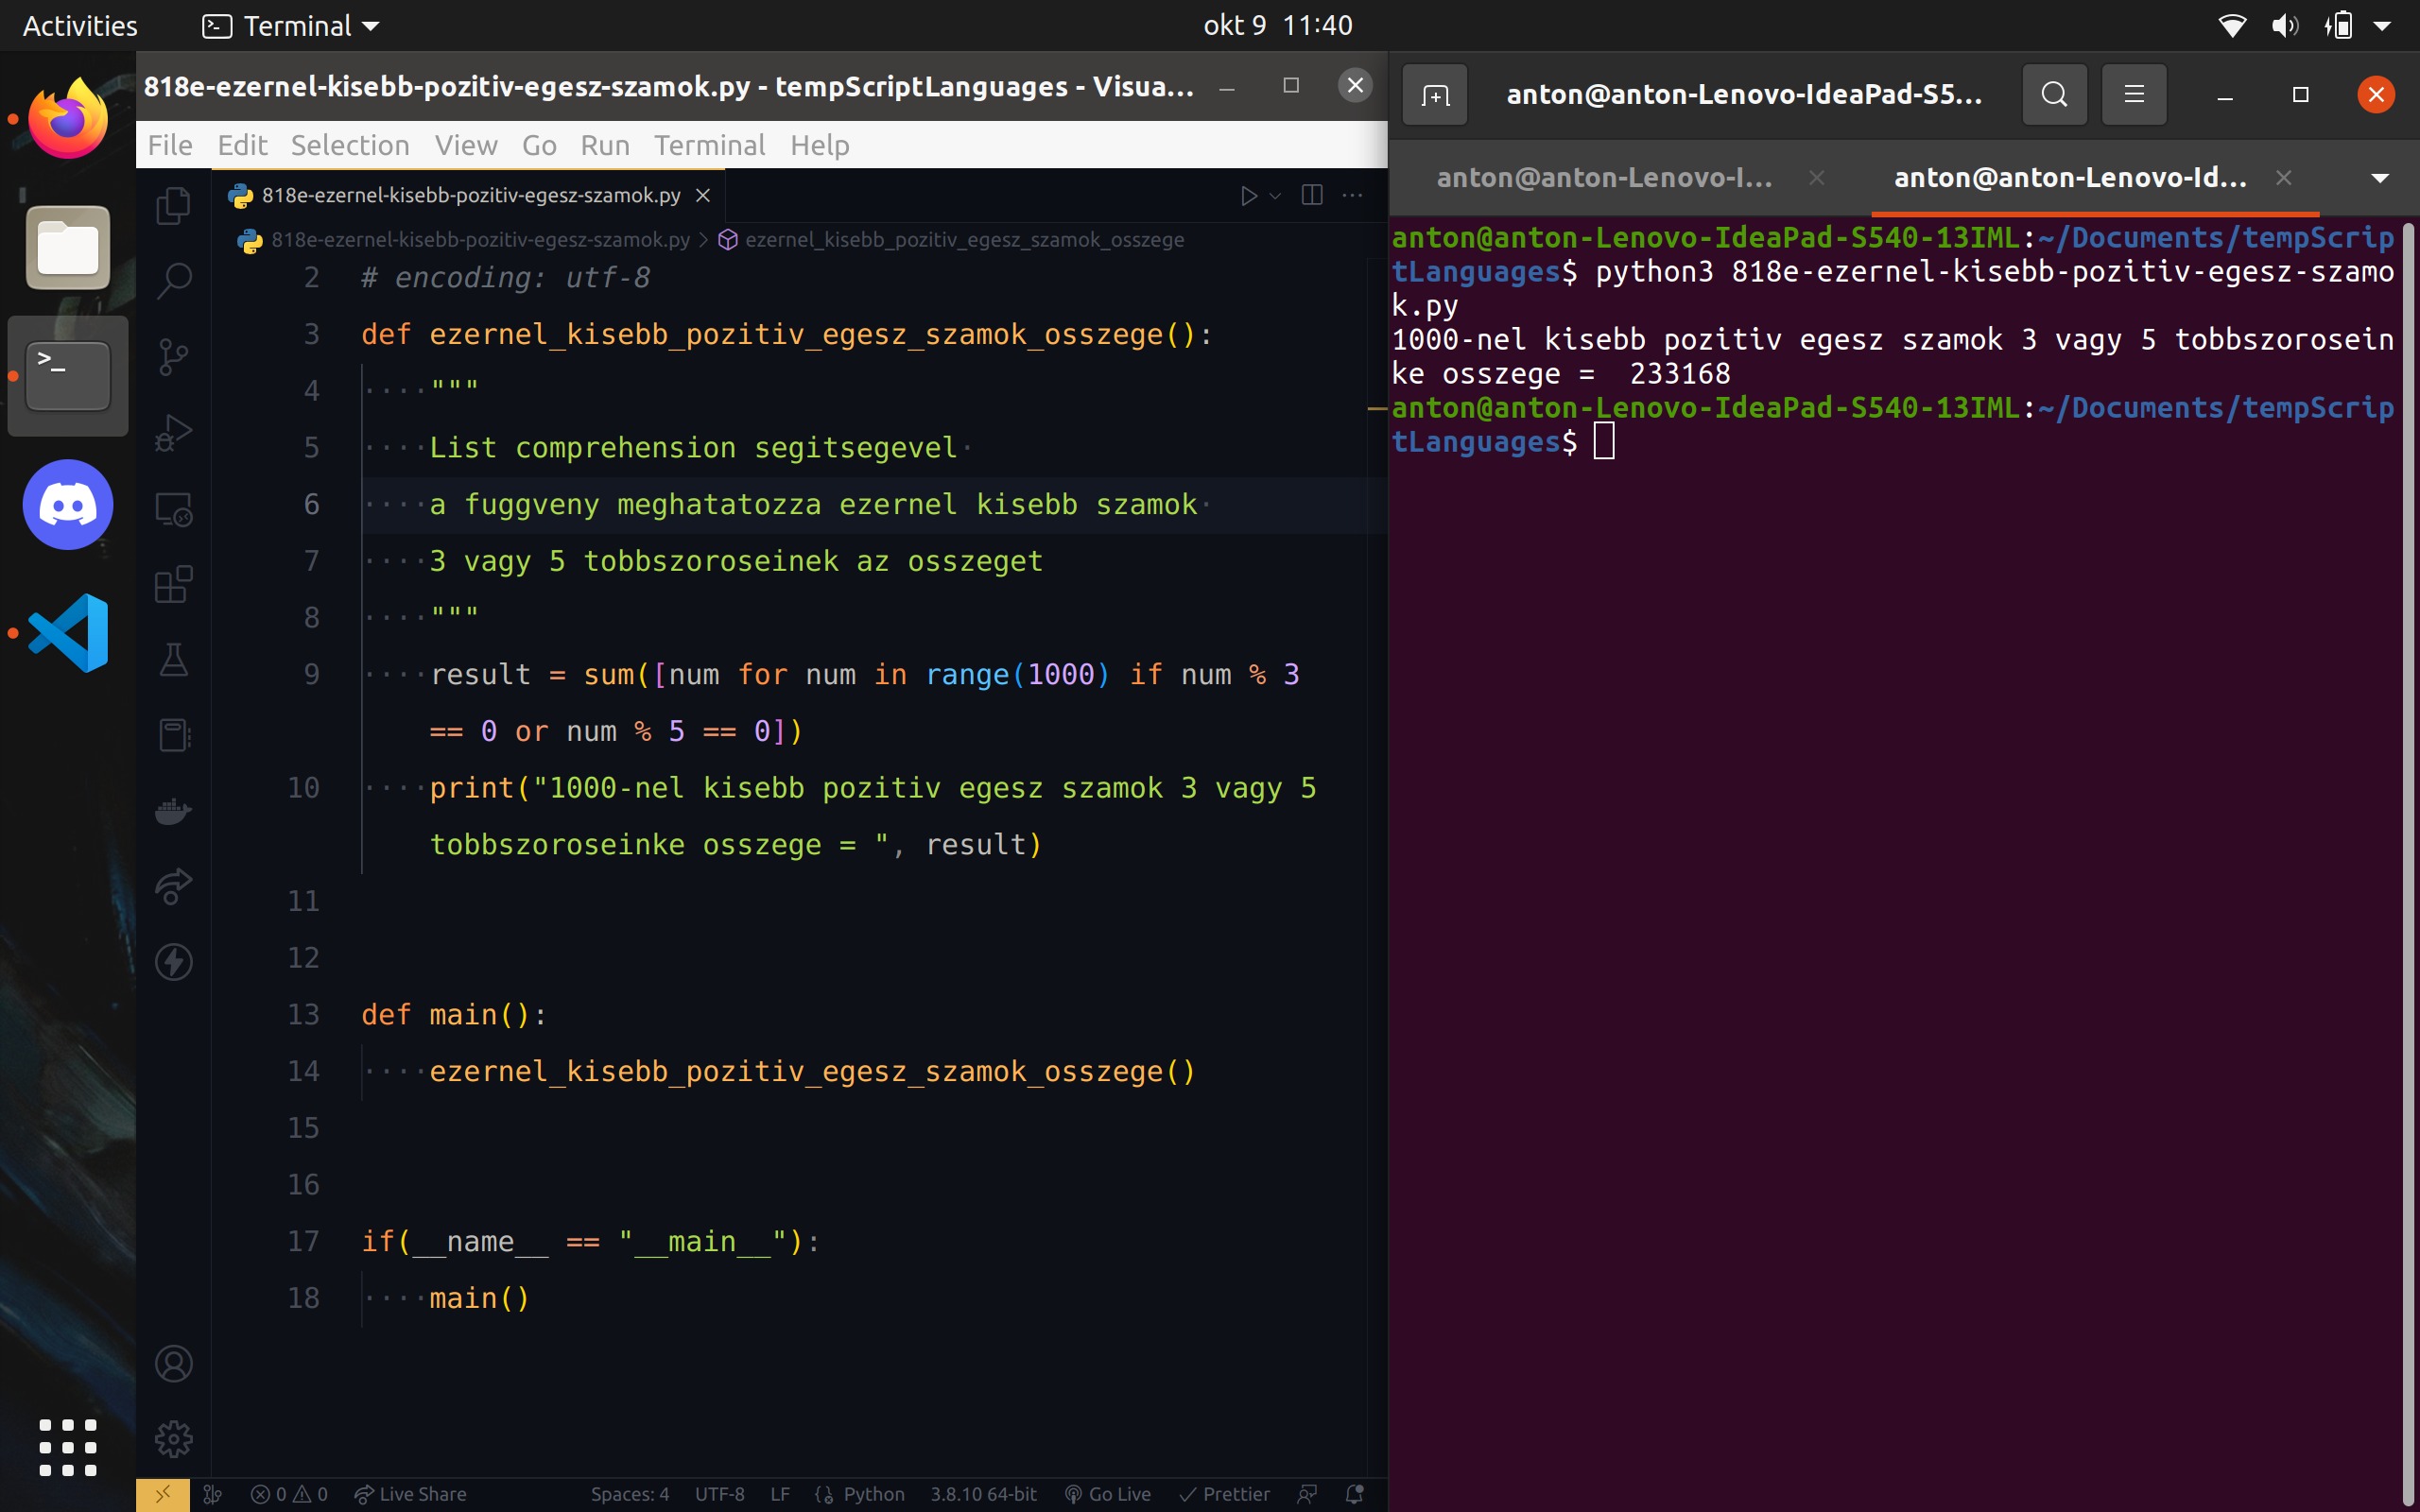 Activities
Terminal
okt 9 11:40
818e-ezernel-kisebb-pozitiv-egesz-szamok.py - tempScriptLanguages - Visua...
File Edit Selection View Go Run Terminal Help
818e-ezernel-kisebb-pozitiv-egesz-szamok.py
818e-ezernel-kisebb-pozitiv-egesz-szamok.py > ezernel_kisebb_pozitiv_egesz_szamok_osszege
2 # encoding: utf-8
3 def ezernel_kisebb_pozitiv_egesz_szamok_osszege():
4 ····"""
5 ····List comprehension segitsegevel·
6 ····a fuggveny meghatatozza ezernel kisebb szamok·
7 ····3 vagy 5 tobbszoroseinek az osszeget
8 ····"""
9 ····result = sum([num for num in range(1000) if num % 3
== 0 or num % 5 == 0])
10 ····print("1000-nel kisebb pozitiv egesz szamok 3 vagy 5
tobbszoroseinke osszege = ", result)
11
12
13 def main():
14 ····ezernel_kisebb_pozitiv_egesz_szamok_osszege()
15
16
17 if(__name__ == "__main__"):
18 ····main()
0 0 Live Share Spaces: 4 UTF-8 LF Python 3.8.10 64-bit Go Live Prettier
anton@anton-Lenovo-IdeaPad-S5...
anton@anton-Lenovo-I... anton@anton-Lenovo-Id...
anton@anton-Lenovo-IdeaPad-S540-13IML:~/Documents/tempScrip
tLanguages$ python3 818e-ezernel-kisebb-pozitiv-egesz-szamo
k.py
1000-nel kisebb pozitiv egesz szamok 3 vagy 5 tobbszorosein
ke osszege =  233168
anton@anton-Lenovo-IdeaPad-S540-13IML:~/Documents/tempScrip
tLanguages$